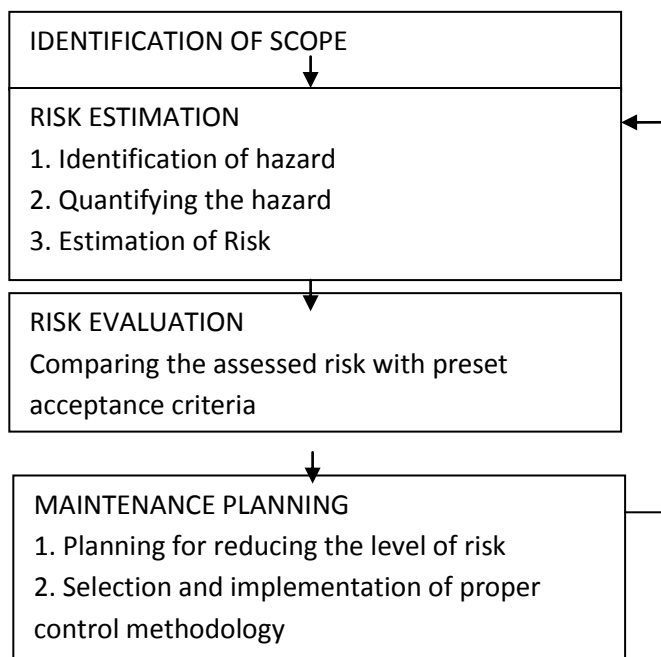 IDENTIFICATION OF SCOPE
RISK ESTIMATION
1. Identification of hazard
2. Quantifying the hazard
3. Estimation of Risk
RISK EVALUATION
Comparing the assessed risk with preset
acceptance criteria
MAINTENANCE PLANNING
1. Planning for reducing the level of risk
2. Selection and implementation of proper
control methodology